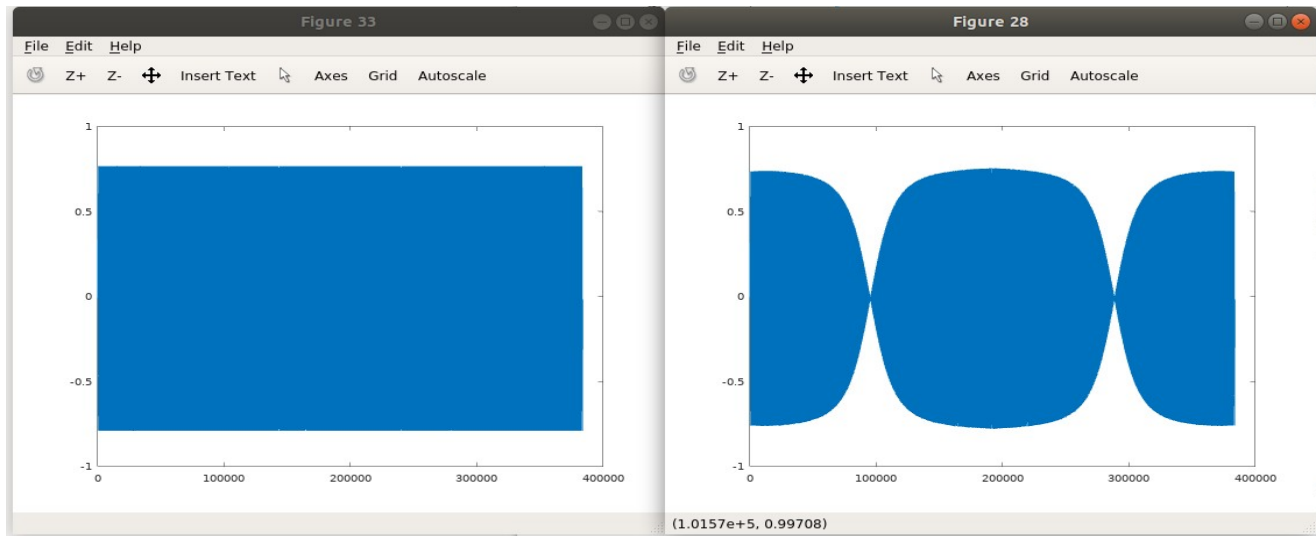 Figure 33
File Edit Help
Z+ Z- Insert Text Axes Grid Autoscale
1
0.5
0
-0.5
-1
0 100000 200000 300000 400000
Figure 28
File Edit Help
Z+ Z- Insert Text Axes Grid Autoscale
1
0.5
0
-0.5
-1
0 100000 200000 300000 400000
(1.0157e+5, 0.99708)